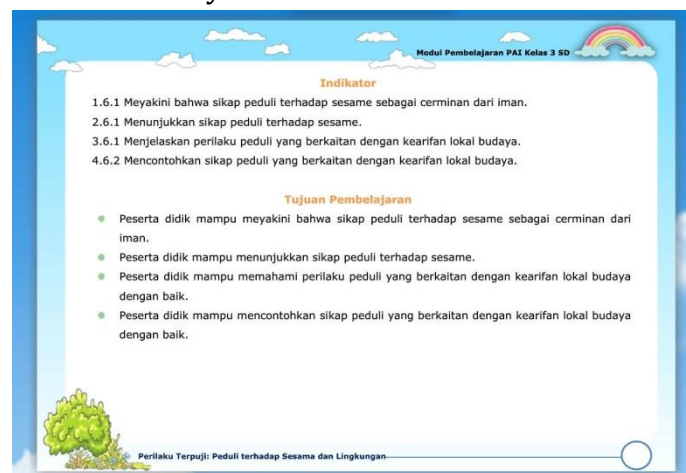 Modul Pembelajaran PAI Kelas 3 SD
Indikator
1.6.1 Meyakini bahwa sikap peduli terhadap sesama sebagai cerminan dari iman.
2.6.1 Menunjukkan sikap peduli terhadap sesama.
3.6.1 Menjelaskan perilaku peduli yang berkaitan dengan kearifan lokal budaya.
4.6.2 Mencontohkan sikap peduli yang berkaitan dengan kearifan lokal budaya.
Tujuan Pembelajaran
Peserta didik mampu meyakini bahwa sikap peduli terhadap sesama sebagai cerminan dari
iman.
Peserta didik mampu menunjukkan sikap peduli terhadap sesama.
Peserta didik mampu memahami perilaku peduli yang berkaitan dengan kearifan lokal budaya
dengan baik.
Peserta didik mampu mencontohkan sikap peduli yang berkaitan dengan kearifan lokal budaya
dengan baik.
Perilaku Terpuji: Peduli terhadap Sesama dan Lingkungan